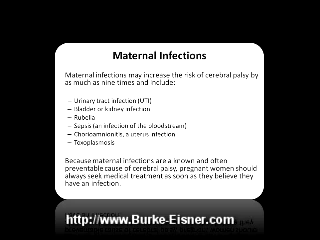 Maternal Infections
Maternal infections may increase the risk of cerebral palsy by
as much as nine times and include:
– Urinary tract infection (UTI)
– Bladder or kidney infection
– Rubella
– Sepsis (an infection of the bloodstream)
– Chorioamnionitis, a uterus infection
– Toxoplasmosis
Because maternal infections are a known and often
preventable cause of cerebral palsy, pregnant women should
always seek medical treatment as soon as they believe they
have an infection.
http://www.Burke-Eisner.com